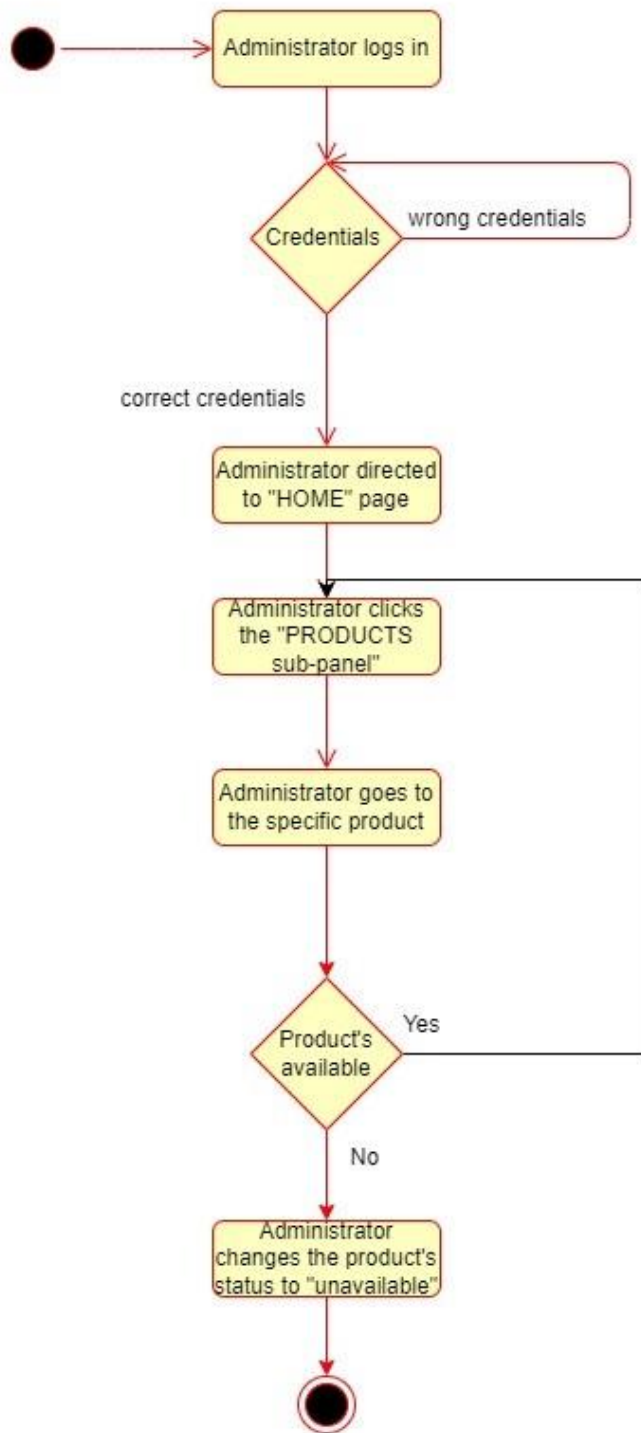 Administrator logs in
Credentials
wrong credentials
correct credentials
Administrator directed
to "HOME" page
Administrator clicks
the "PRODUCTS
sub-panel"
Administrator goes to
the specific product
Product's
available
Yes
No
Administrator
changes the product's
status to "unavailable"